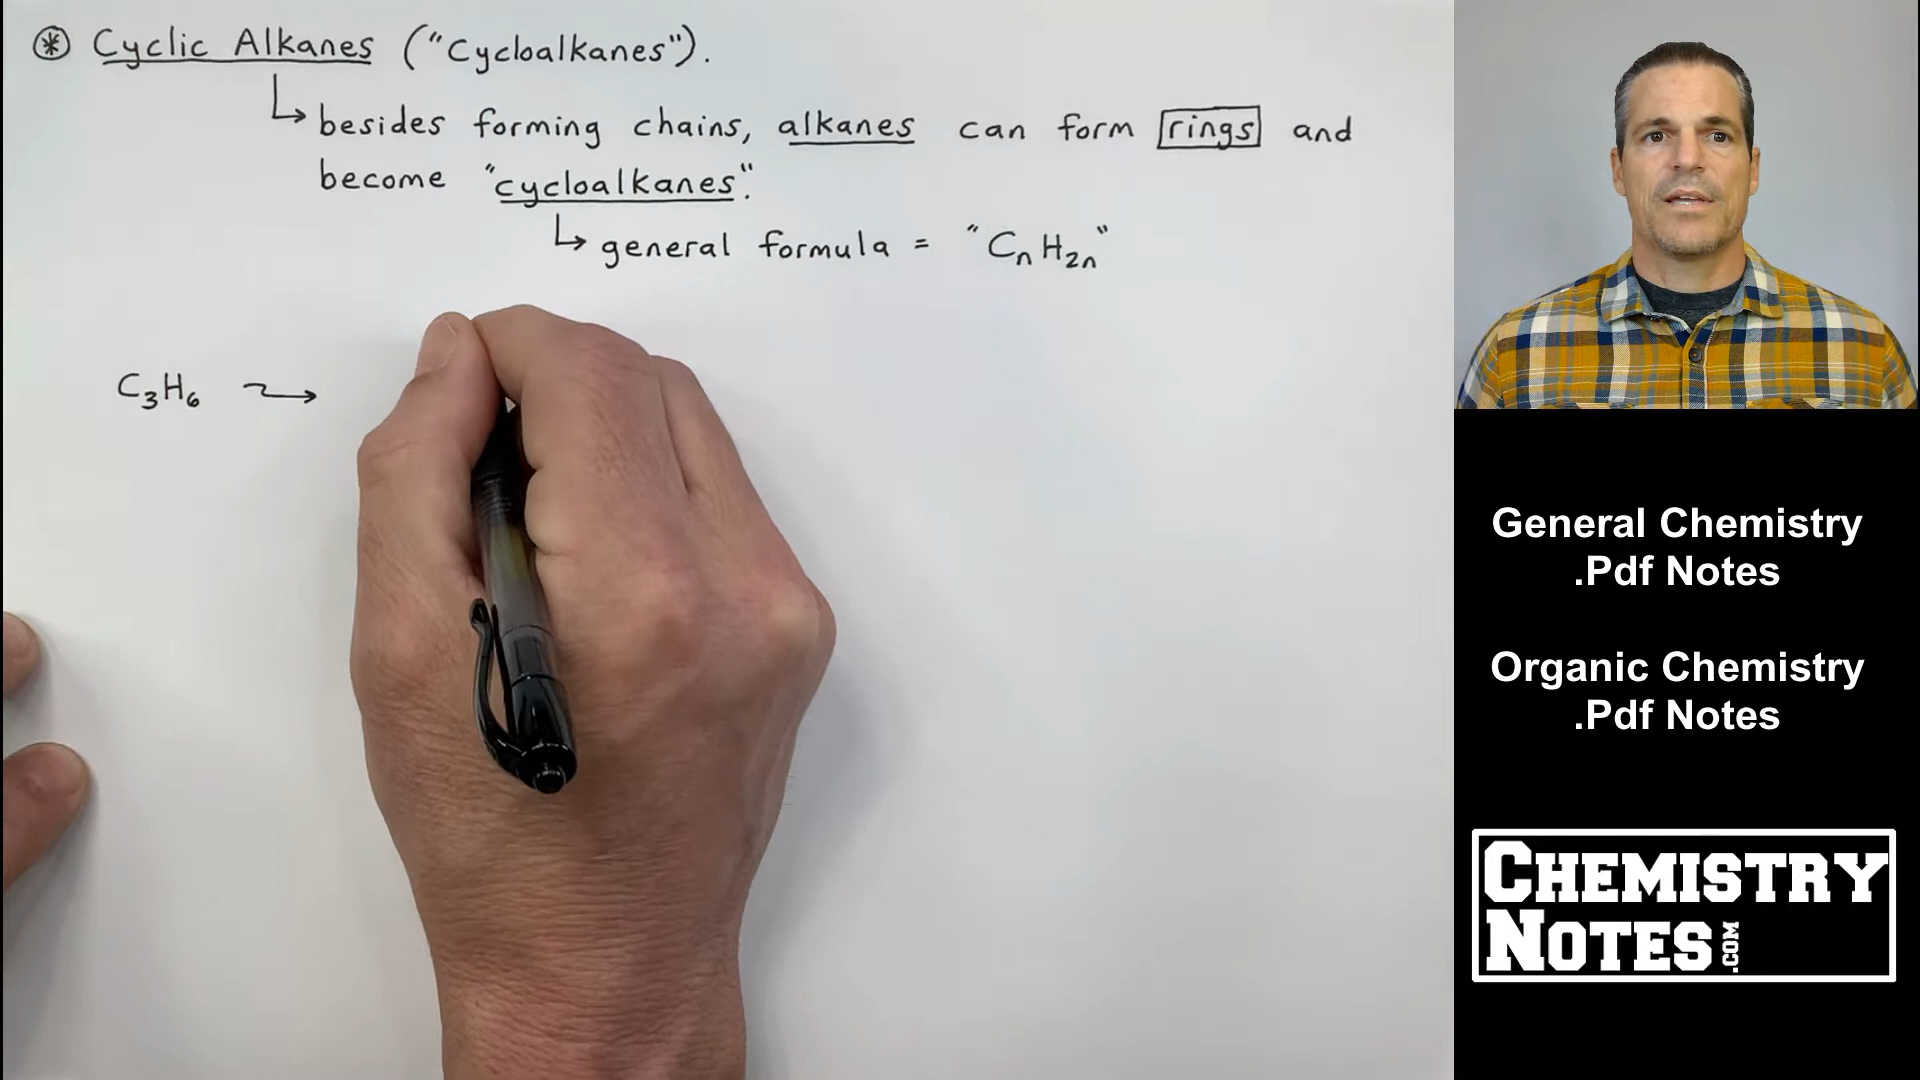 ⊛ Cyclic Alkanes ("Cycloalkanes").
↳ besides forming chains, alkanes can form rings and
become "cycloalkanes".
↳ general formula = "CₙH₂ₙ"
C₃H₆ ⤳
General Chemistry
.Pdf Notes
Organic Chemistry
.Pdf Notes
CHEMISTRY
NOTES.COM